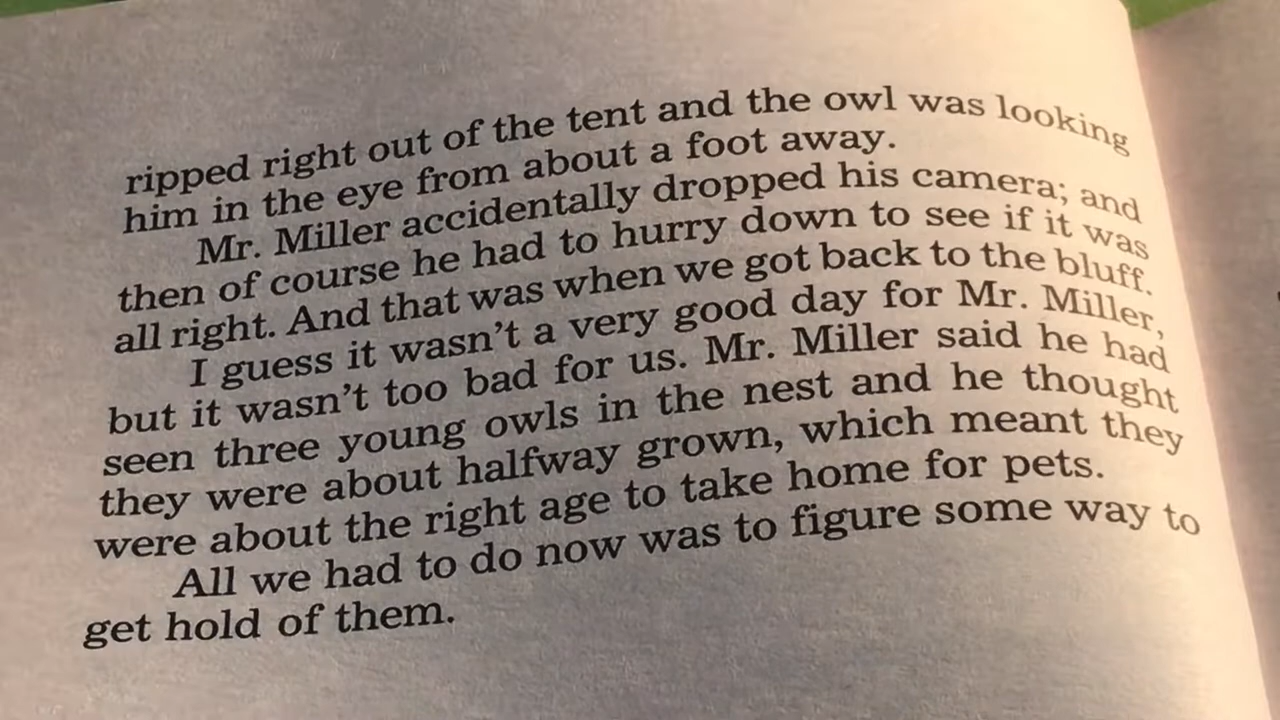 ripped right out of the tent and the owl was looking
him in the eye from about a foot away.
Mr. Miller accidentally dropped his camera; and
then of course he had to hurry down to see if it was
all right. And that was when we got back to the bluff.
I guess it wasn't a very good day for Mr. Miller,
but it wasn't too bad for us. Mr. Miller said he had
seen three young owls in the nest and he thought
they were about halfway grown, which meant they
were about the right age to take home for pets.
All we had to do now was to figure some way to
get hold of them.